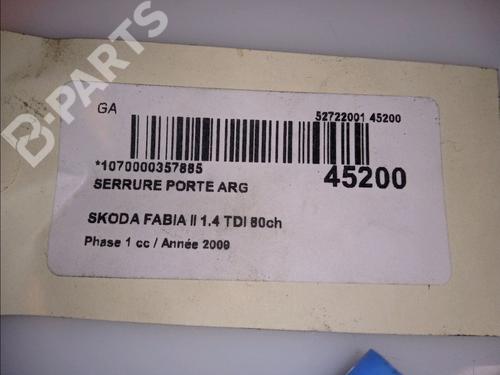 B-PARTS
GA
52722001 45200
*1070000357885
45200
SERRURE PORTE ARG
SKODA FABIA II 1.4 TDI 80ch
Phase 1 cc / Année 2009